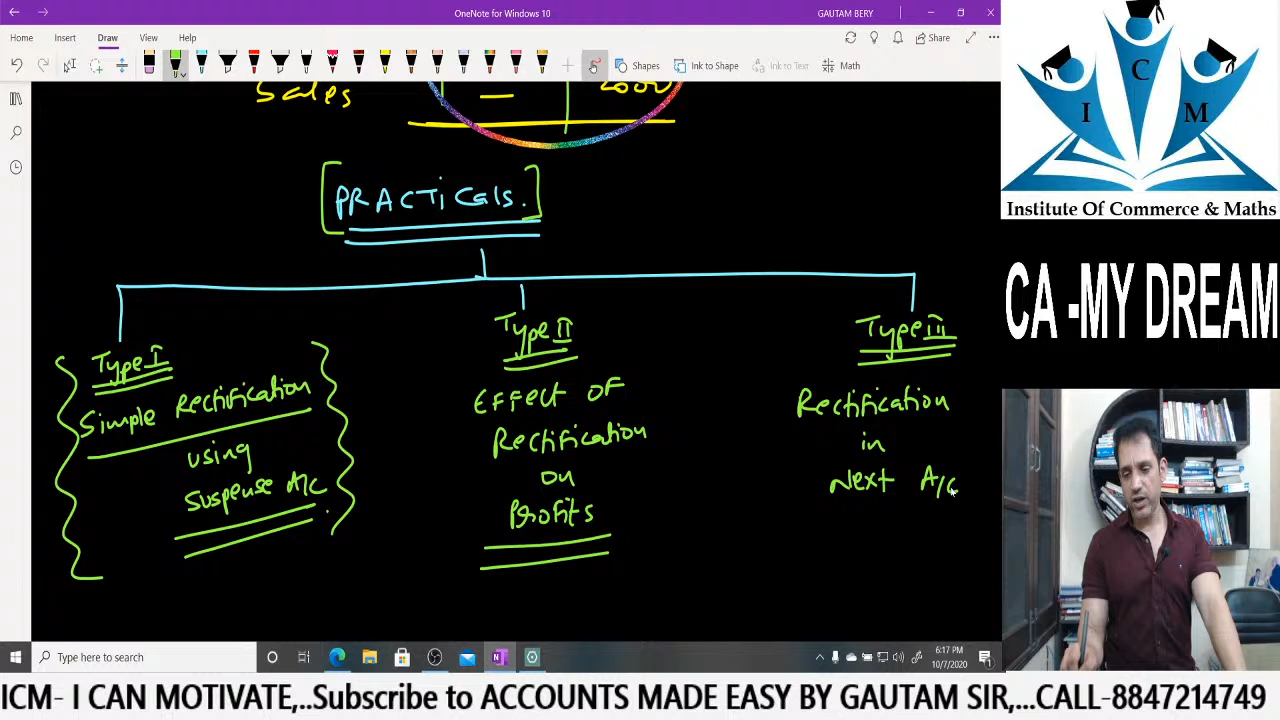 OneNote for Windows 10
GAUTAM BERY
Home Insert Draw View Help
Share
Shapes
Ink to Shape
Ink to Text
Math
Sales
2000
[PRACTICals.]
Type I
Simple Rectification
using
Suspense A/c.
Type II
Effect OF
Rectification
on
Profits
Type III
Rectification
in
Next A/c
I C M
Institute Of Commerce & Maths
CA -MY DREAM
Type here to search
6:17 PM
10/7/2020
ICM- I CAN MOTIVATE,..Subscribe to ACCOUNTS MADE EASY BY GAUTAM SIR,...CALL-8847214749